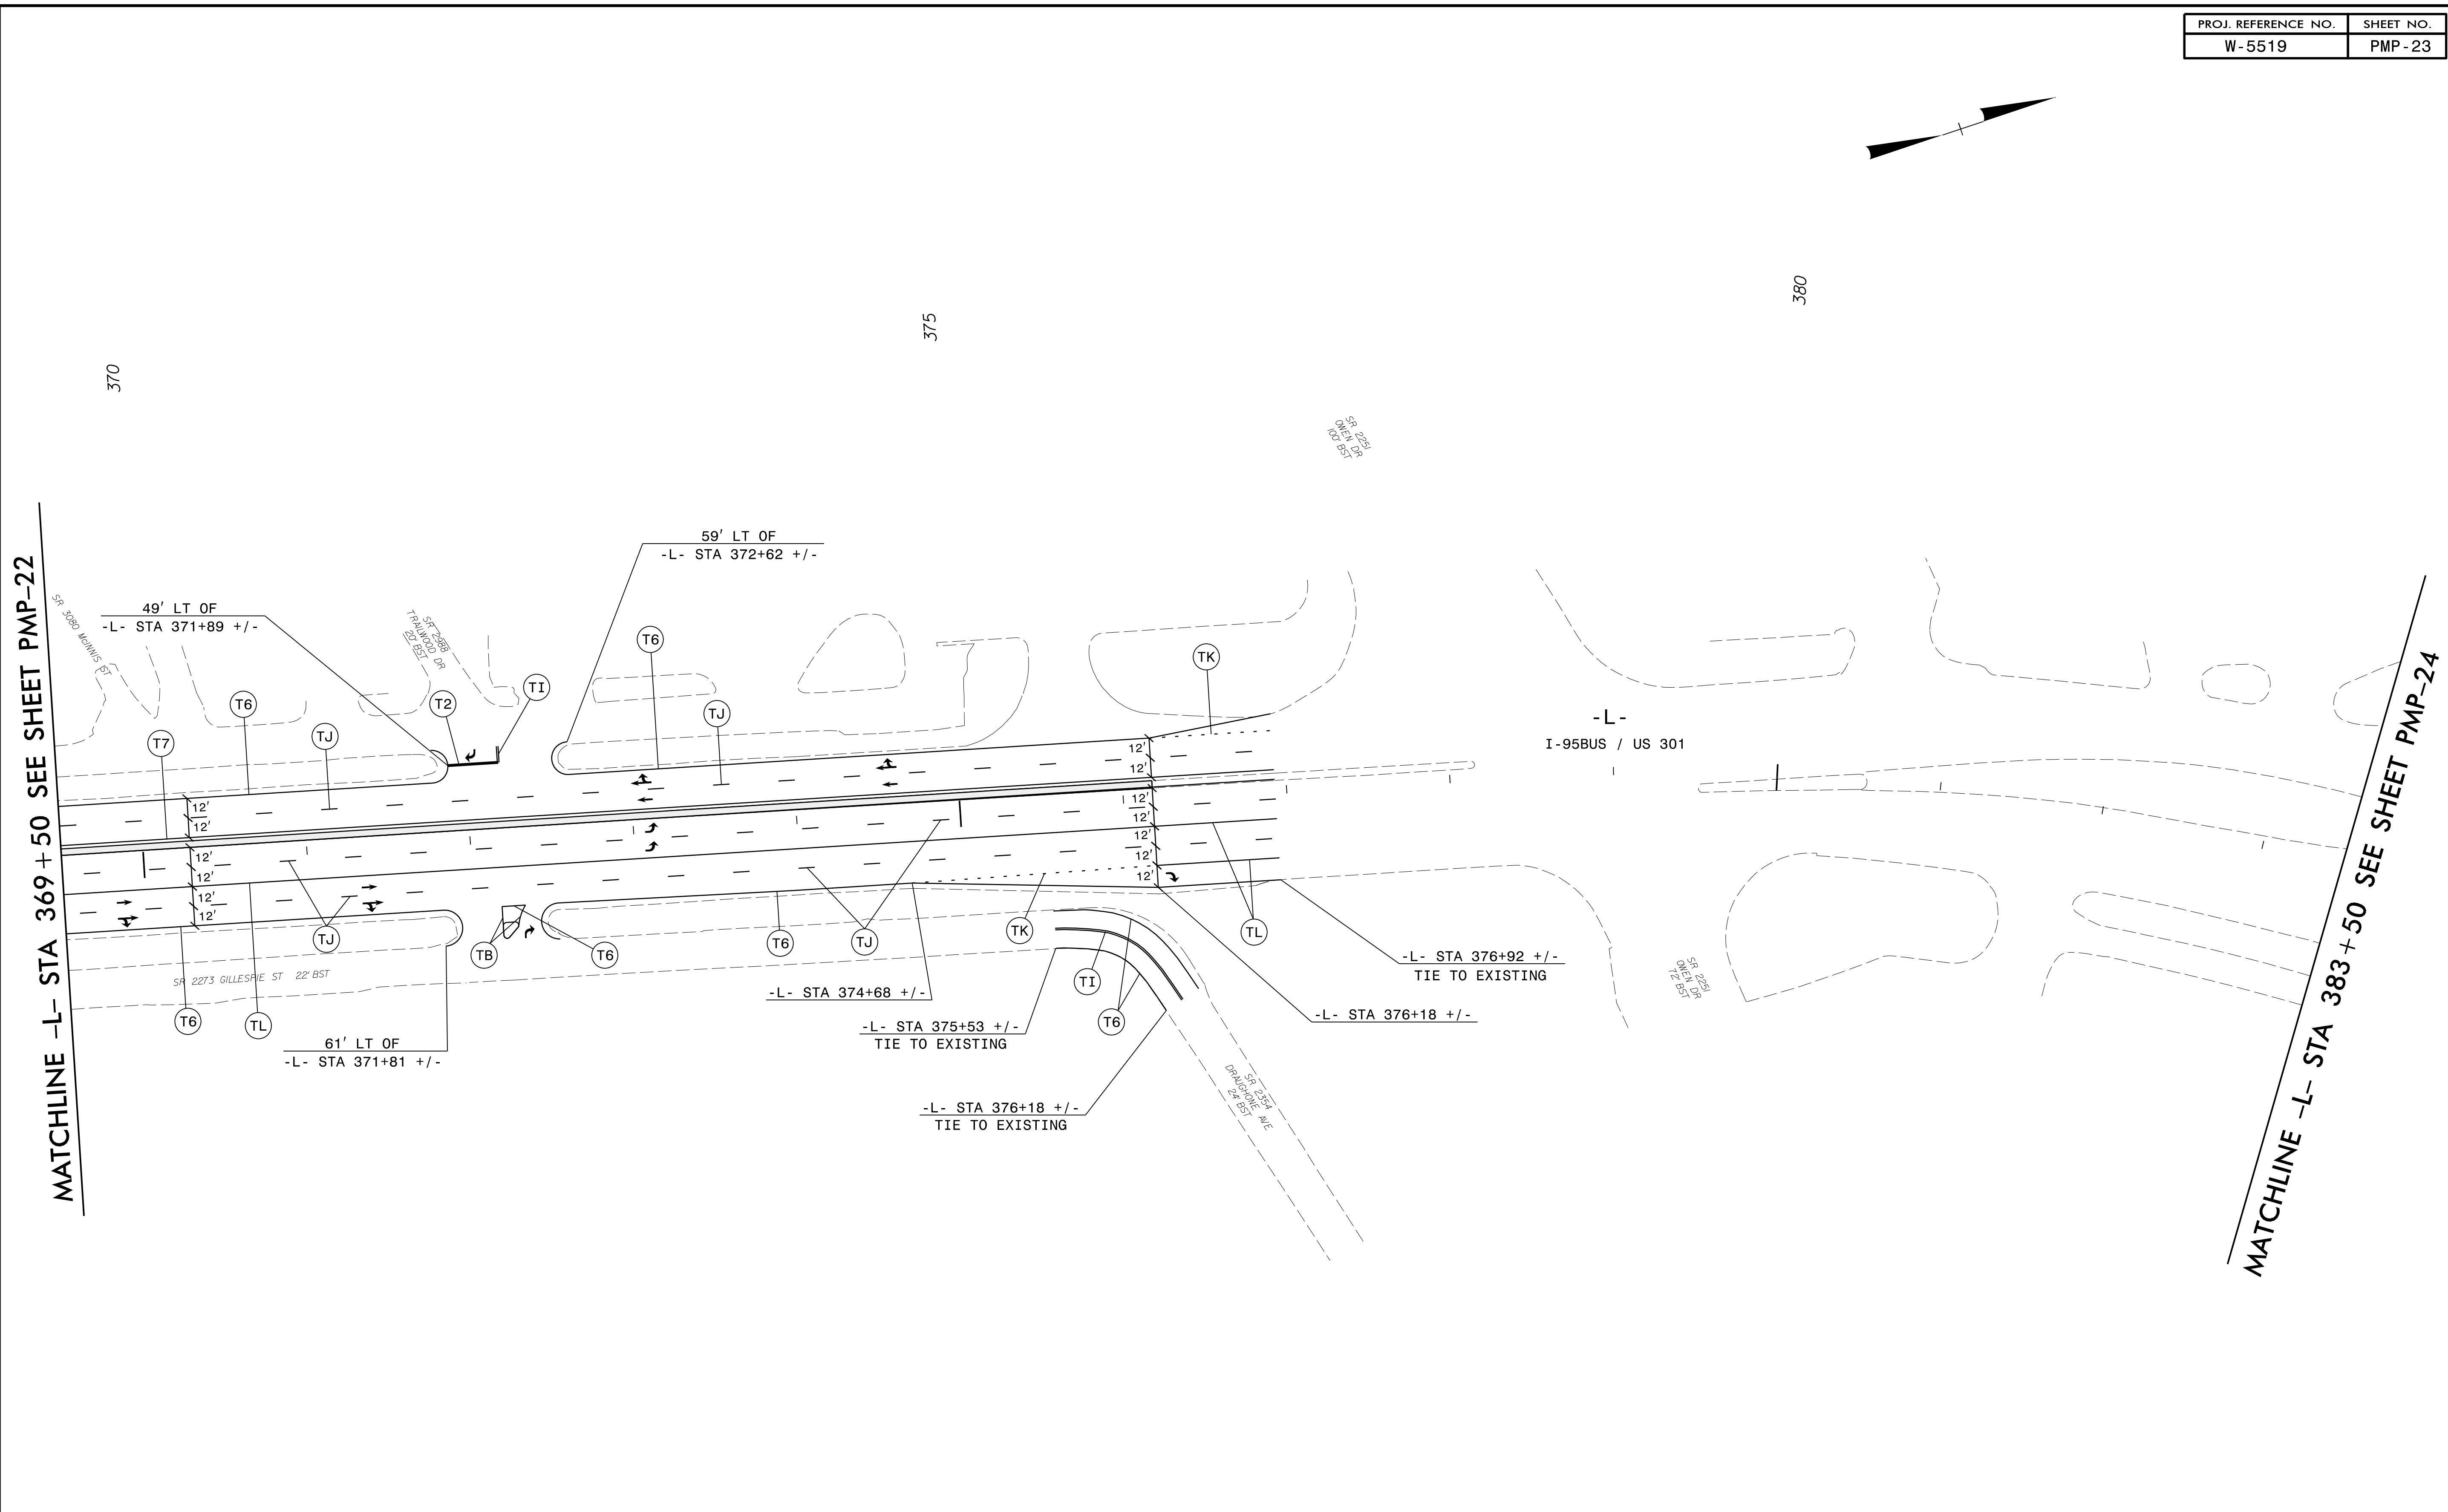 PROJ. REFERENCE NO.
SHEET NO.
W-5519
PMP-23
370
375
380
SR 2251
OWEN DR
100' BST
MATCHLINE -L- STA 369+50 SEE SHEET PMP-22
59' LT OF
-L- STA 372+62 +/-
49' LT OF
-L- STA 371+89 +/-
SR 3080 McINNIS ST
SR 2988
TRAILWOOD DR
20' BST
T6
TK
T6
T2
TI
TJ
T7
TJ
-L-
I-95BUS / US 301
12'
12'
12'
12'
12'
12'
12'
12'
12'
12'
12'
12'
12'
TJ
TB
T6
T6
TJ
TK
TL
SR 2273 GILLESPIE ST 22' BST
T6
TL
TI
T6
61' LT OF
-L- STA 371+81 +/-
-L- STA 374+68 +/-
-L- STA 375+53 +/-
TIE TO EXISTING
-L- STA 376+18 +/-
TIE TO EXISTING
-L- STA 376+92 +/-
TIE TO EXISTING
-L- STA 376+18 +/-
SR 2354
DRAUGHONE AVE
24' BST
SR 2251
OWEN DR
72' BST
MATCHLINE -L- STA 383+50 SEE SHEET PMP-24